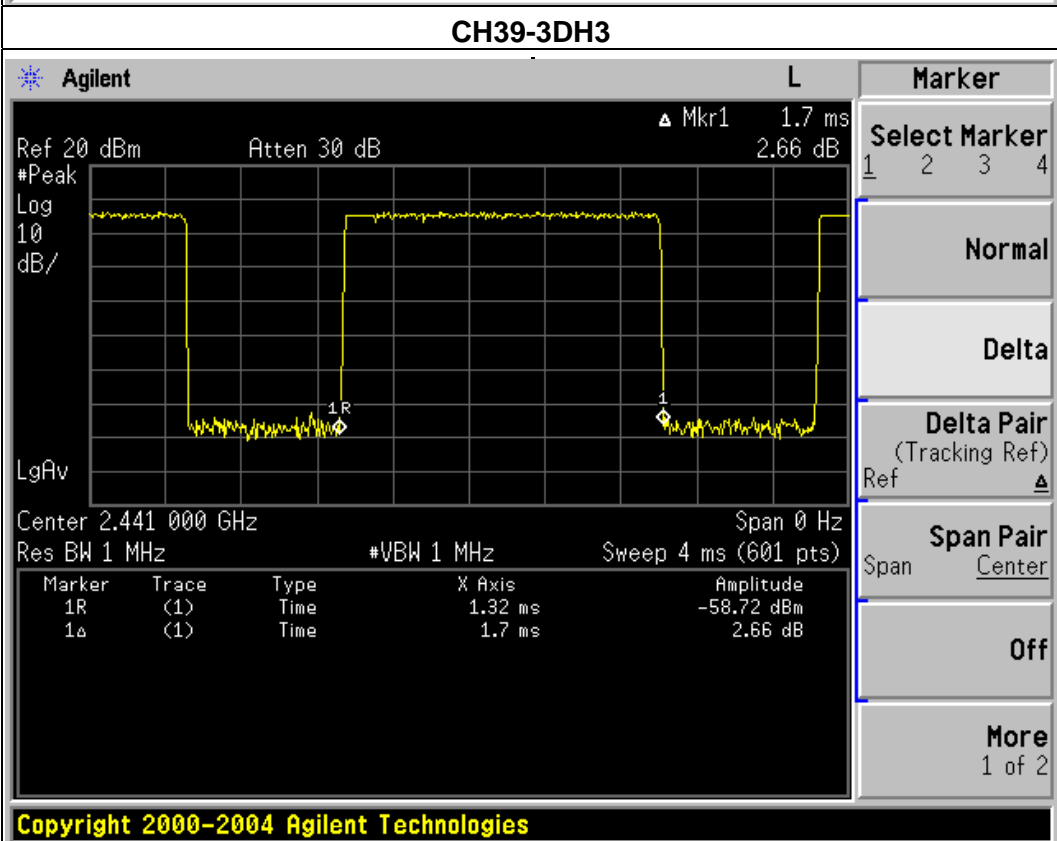 CH39-3DH3
Agilent L Marker
Δ Mkr1 1.7 ms
Ref 20 dBm Atten 30 dB 2.66 dB
#Peak
Log
10
dB/
1R
1
LgAv
Center 2.441 000 GHz Span 0 Hz
Res BW 1 MHz #VBW 1 MHz Sweep 4 ms (601 pts)
Marker Trace Type X Axis Amplitude
1R (1) Time 1.32 ms -58.72 dBm
1Δ (1) Time 1.7 ms 2.66 dB
Select Marker
1 2 3 4
Normal
Delta
Delta Pair
(Tracking Ref)
Ref Δ
Span Pair
Span Center
Off
More
1 of 2
Copyright 2000-2004 Agilent Technologies